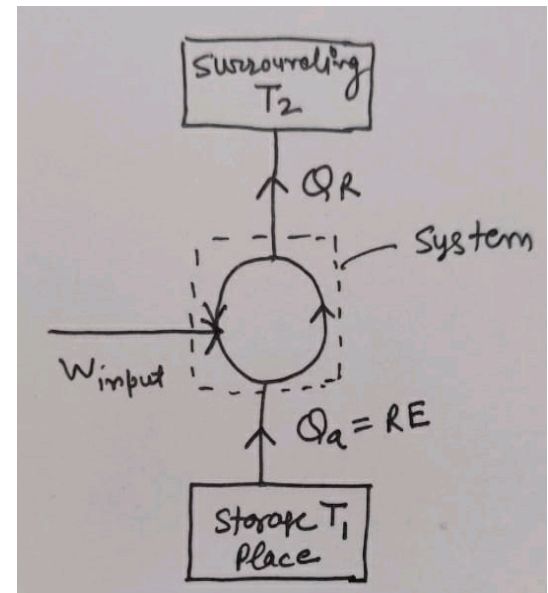 Surrounding
T2
QR
System
Winput
Qa = RE
Storage T1
Place